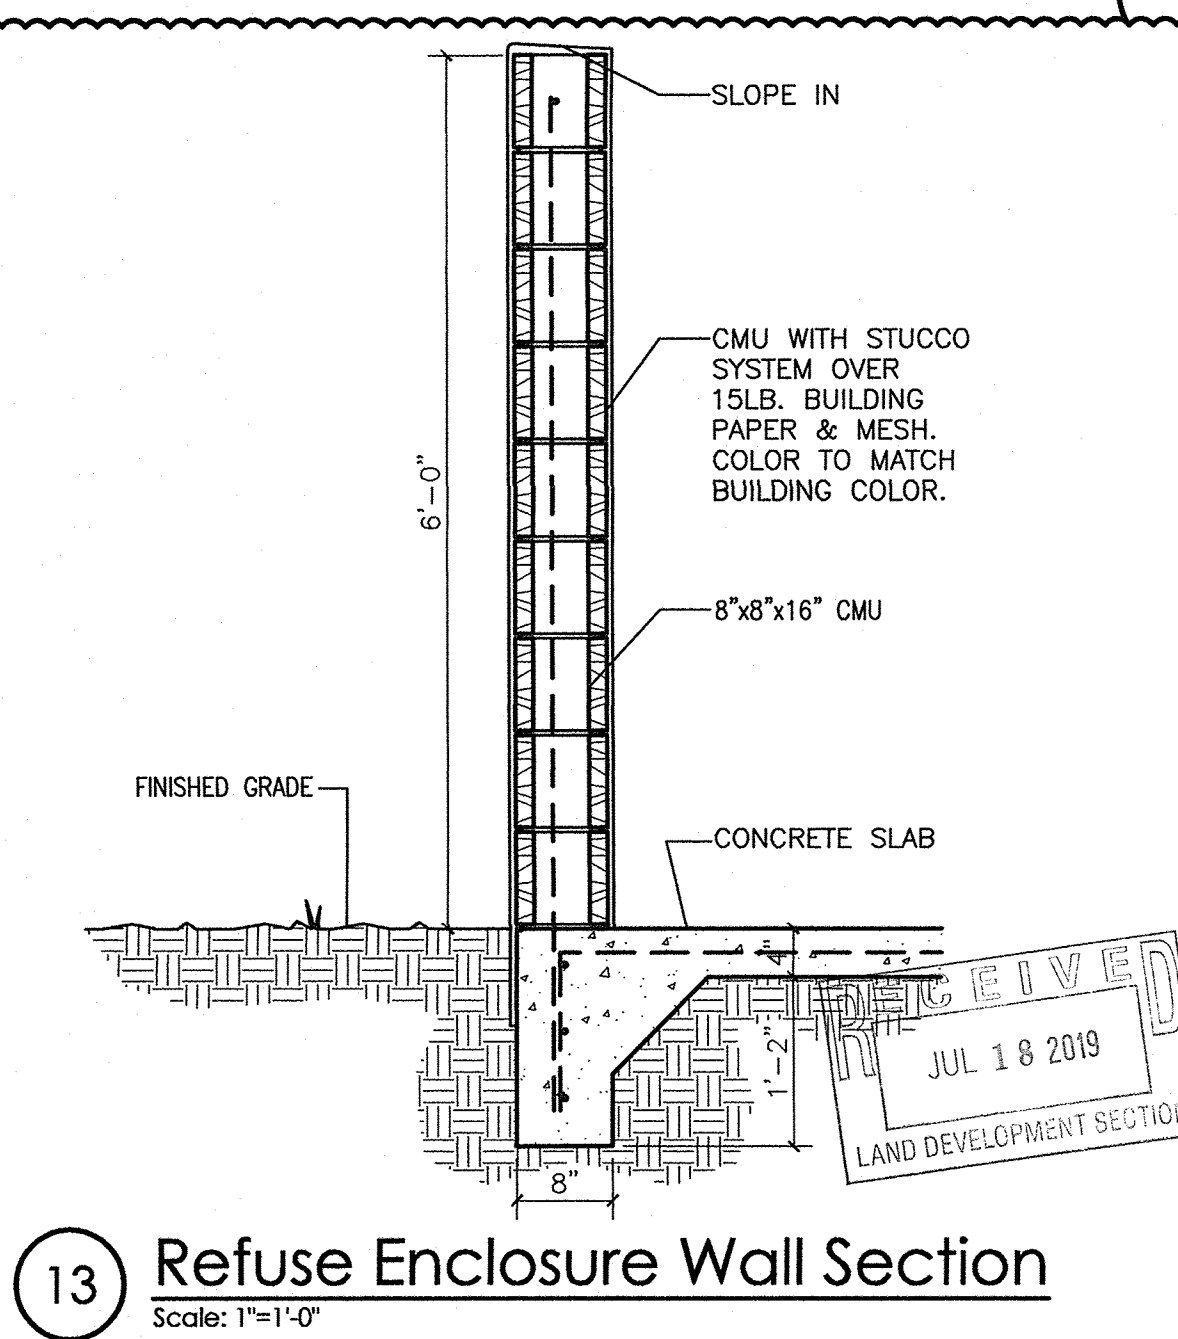 SLOPE IN
CMU WITH STUCCO
SYSTEM OVER
15LB. BUILDING
PAPER & MESH.
COLOR TO MATCH
BUILDING COLOR.
6'-0"
8"x8"x16" CMU
FINISHED GRADE
CONCRETE SLAB
4"
1'-2"
8"
RECEIVED
JUL 18 2019
LAND DEVELOPMENT SECTION
13
Refuse Enclosure Wall Section
Scale: 1"=1'-0"